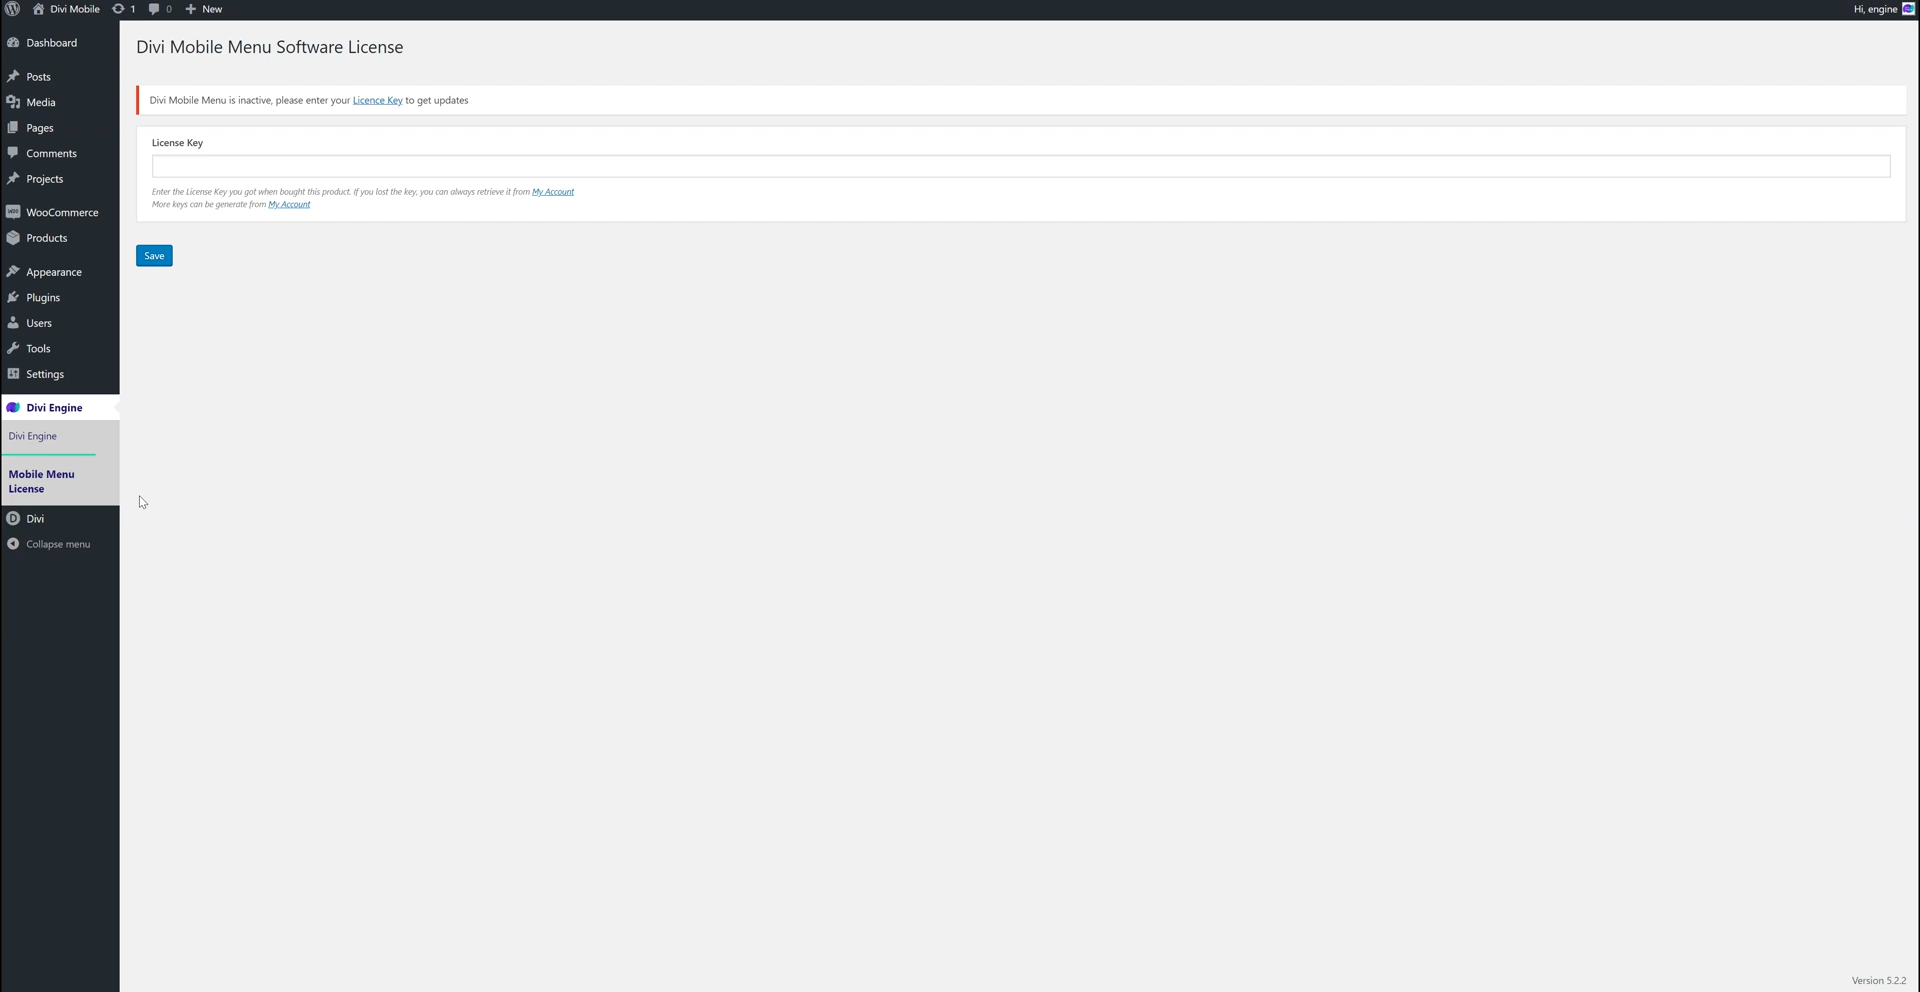 Divi Mobile 1 0 New
Hi, engine
Dashboard
Posts
Media
Pages
Comments
Projects
WooCommerce
Products
Appearance
Plugins
Users
Tools
Settings
Divi Engine
Divi Engine
Mobile Menu
License
Divi
Collapse menu
Divi Mobile Menu Software License
Divi Mobile Menu is inactive, please enter your Licence Key to get updates
License Key
Enter the License Key you got when bought this product. If you lost the key, you can always retrieve it from My Account
More keys can be generate from My Account
Save
Version 5.2.2